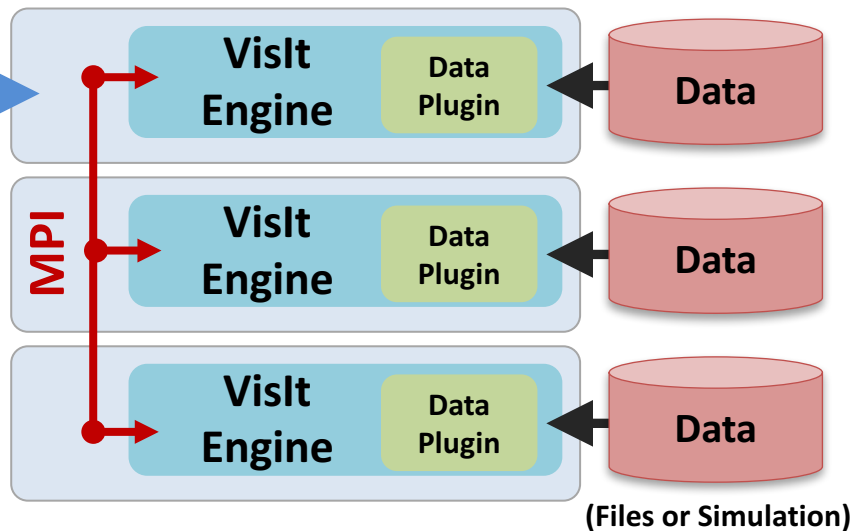 VisIt
Engine
Data
Plugin
Data
MPI
VisIt
Engine
Data
Plugin
Data
VisIt
Engine
Data
Plugin
Data
(Files or Simulation)